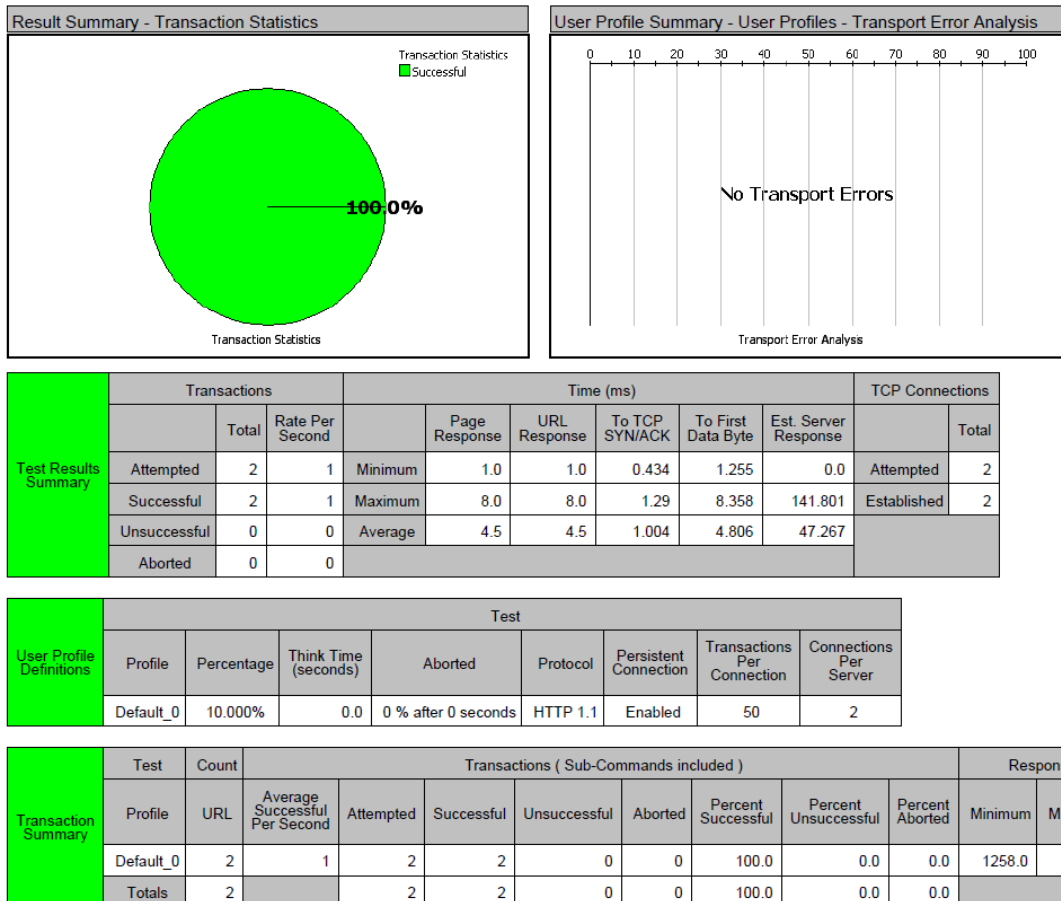 Result Summary - Transaction Statistics
Transaction Statistics
Successful
100.0%
Transaction Statistics
User Profile Summary - User Profiles - Transport Error Analysis
0 10 20 30 40 50 60 70 80 90 100
No Transport Errors
Transport Error Analysis
Test Results Summary
Transactions Time (ms) TCP Connections
Total Rate Per Second Page Response URL Response To TCP SYN/ACK To First Data Byte Est. Server Response Total
Attempted 2 1 Minimum 1.0 1.0 0.434 1.255 0.0 Attempted 2
Successful 2 1 Maximum 8.0 8.0 1.29 8.358 141.801 Established 2
Unsuccessful 0 0 Average 4.5 4.5 1.004 4.806 47.267
Aborted 0 0
User Profile Definitions
Test
Profile Percentage Think Time (seconds) Aborted Protocol Persistent Connection Transactions Per Connection Connections Per Server
Default_0 10.000% 0.0 0 % after 0 seconds HTTP 1.1 Enabled 50 2
Transaction Summary
Test Count Transactions ( Sub-Commands included ) Respon
Profile URL Average Successful Per Second Attempted Successful Unsuccessful Aborted Percent Successful Percent Unsuccessful Percent Aborted Minimum M
Default_0 2 1 2 2 0 0 100.0 0.0 0.0 1258.0
Totals 2 2 2 0 0 100.0 0.0 0.0